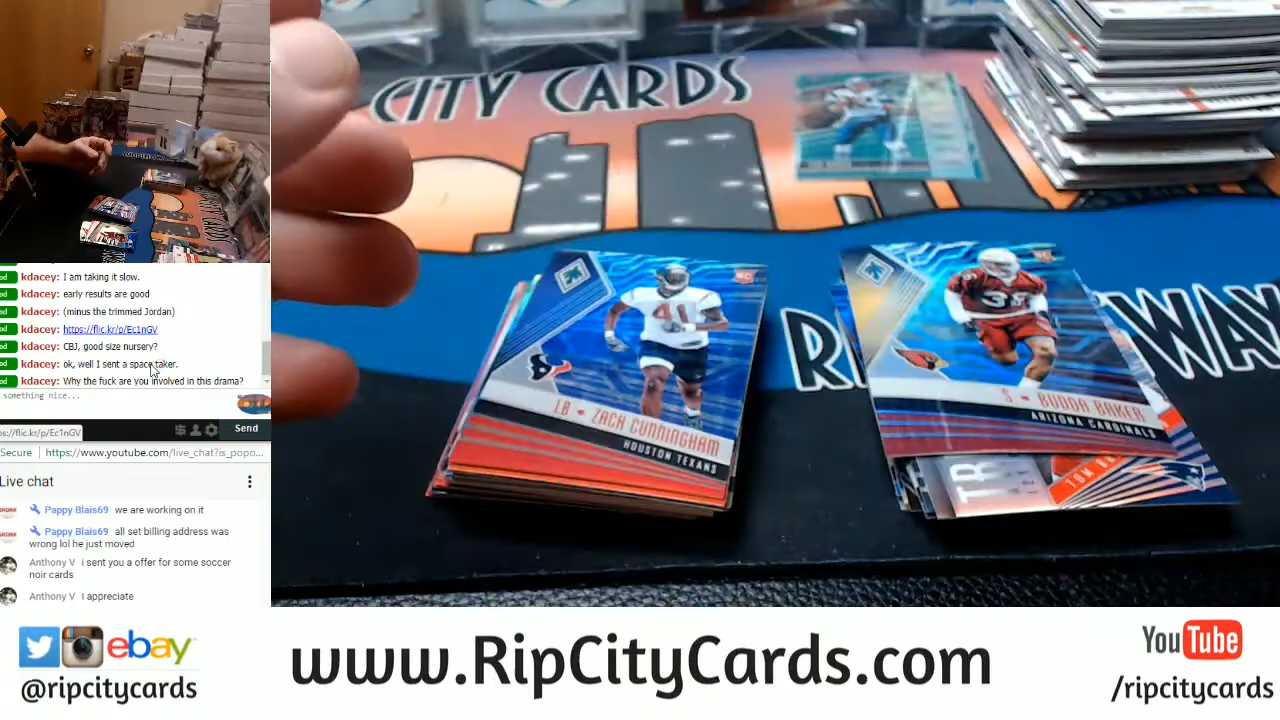 CITY CARDS
kdacey: I am taking it slow.
kdacey: early results are good
kdacey: (minus the trimmed Jordan)
kdacey: https://flic.kr/p/Ec1nGV
kdacey: CBJ, good size nursery?
kdacey: ok, well I sent a space taker.
kdacey: Why the fuck are you involved in this drama?
something nice...
Send
Secure https://www.youtube.com/live_chat?is_popo...
Live chat
Pappy Blais69 we are working on it
Pappy Blais69 all set billing address was
wrong lol he just moved
Anthony V i sent you a offer for some soccer
noir cards
Anthony V I appreciate
41
RC
LB • ZACK CUNNINGHAM
HOUSTON TEXANS
RC
S • BUDDA BAKER
ARIZONA CARDINALS
WAY
ebay
@ripcitycards
www.RipCityCards.com
YouTube
/ripcitycards